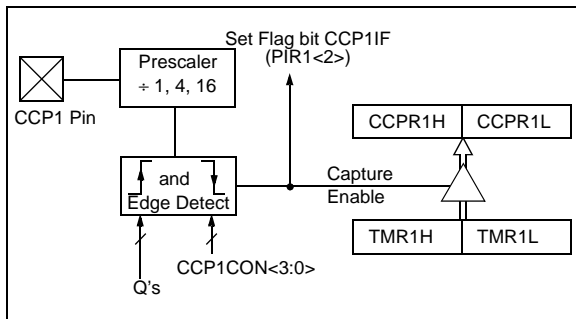 Set Flag bit CCP1IF
(PIR1<2>)
Prescaler
÷ 1, 4, 16
CCP1 Pin
CCPR1H
CCPR1L
and
Edge Detect
Capture
Enable
TMR1H
TMR1L
CCP1CON<3:0>
Q's